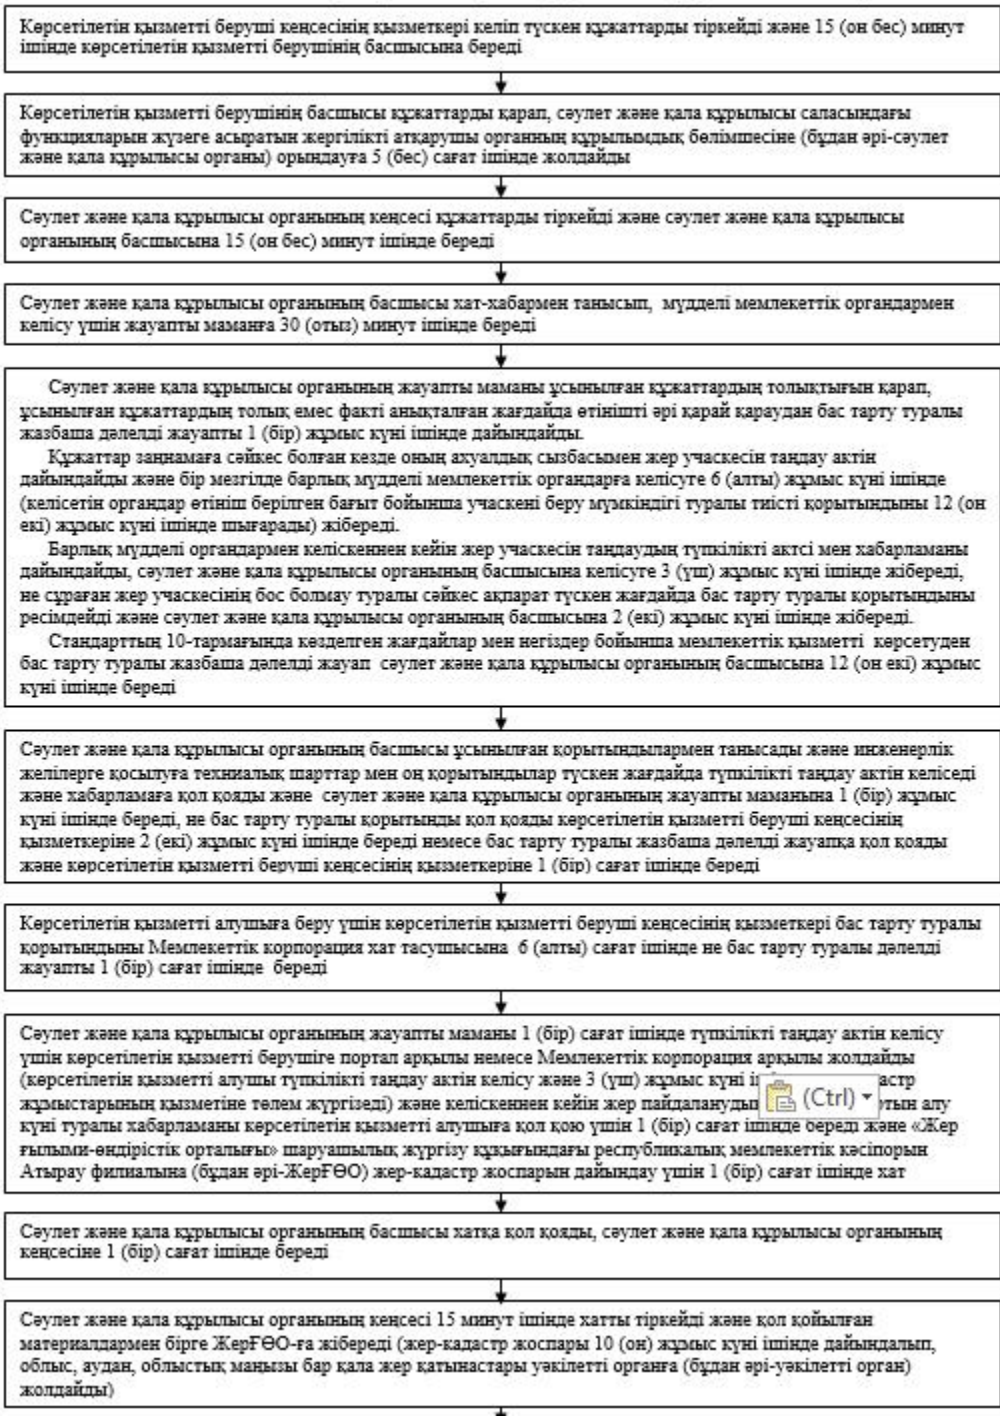 Көрсетілетін қызметті беруші кеңсесінің қызметкері келіп түскен құжаттарды тіркейді және 15 (он бес) минут
ішінде көрсетілетін қызметті берушінің басшысына береді
Көрсетілетін қызметті берушінің басшысы құжаттарды қарап, сәулет және қала құрылысы саласындағы
функцияларын жүзеге асыратын жергілікті атқарушы органның құрылымдық бөлімшесіне (бұдан әрі-сәулет
және қала құрылысы органы) орындауға 5 (бес) сағат ішінде жолдайды
Сәулет және қала құрылысы органының кеңсесі құжаттарды тіркейді және сәулет және қала құрылысы
органының басшысына 15 (он бес) минут ішінде береді
Сәулет және қала құрылысы органының басшысы хат-хабармен танысып, мүдделі мемлекеттік органдармен
келісу үшін жауапты маманға 30 (отыз) минут ішінде береді
Сәулет және қала құрылысы органының жауапты маманы ұсынылған құжаттардың толықтығын қарап,
ұсынылған құжаттардың толық емес факті анықталған жағдайда өтінішті әрі қарай қараудан бас тарту туралы
жазбаша дәлелді жауапты 1 (бір) жұмыс күні ішінде дайындайды.
Құжаттар заңнамаға сәйкес болған кезде оның ахуалдық сызбасымен жер учаскесін таңдау актін
дайындайды және бір мезгілде барлық мүдделі мемлекеттік органдарға келісуге 6 (алты) жұмыс күні ішінде
(келісетін органдар өтініш берілген бағыт бойынша учаскені беру мүмкіндігі туралы тиісті қорытындыны 12 (он
екі) жұмыс күні ішінде шығарады) жібереді.
Барлық мүдделі органдармен келіскеннен кейін жер учаскесін таңдаудың түпкілікті актсі мен хабарламаны
дайындайды, сәулет және қала құрылысы органының басшысына келісуге 3 (үш) жұмыс күні ішінде жібереді,
не сұраған жер учаскесінің бос болмау туралы сәйкес ақпарат түскен жағдайда бас тарту туралы қорытындыны
ресімдейді және сәулет және қала құрылысы органының басшысына 2 (екі) жұмыс күні ішінде жібереді.
Стандарттың 10-тармағында көзделген жағдайлар мен негіздер бойынша мемлекеттік қызметті көрсетуден
бас тарту туралы жазбаша дәлелді жауап сәулет және қала құрылысы органының басшысына 12 (он екі) жұмыс
күні ішінде береді
Сәулет және қала құрылысы органының басшысы ұсынылған қорытындылармен танысады және инженерлік
желілерге қосылуға техниалық шарттар мен оң қорытындылар түскен жағдайда түпкілікті таңдау актін келіседі
және хабарламаға қол қояды және сәулет және қала құрылысы органының жауапты маманына 1 (бір) жұмыс
күні ішінде береді, не бас тарту туралы қорытынды қол қояды көрсетілетін қызметті беруші кеңсесінің
қызметкеріне 2 (екі) жұмыс күні ішінде береді немесе бас тарту туралы жазбаша дәлелді жауапқа қол қояды
және көрсетілетін қызметті беруші кеңсесінің қызметкеріне 1 (бір) сағат ішінде береді
Көрсетілетін қызметті алушыға беру үшін көрсетілетін қызметті беруші кеңсесінің қызметкері бас тарту туралы
қорытындыны Мемлекеттік корпорация хат тасушысына 6 (алты) сағат ішінде не бас тарту туралы дәлелді
жауапты 1 (бір) сағат ішінде береді
Сәулет және қала құрылысы органының жауапты маманы 1 (бір) сағат ішінде түпкілікті таңдау актін келісу
үшін көрсетілетін қызметті берушіге портал арқылы немесе Мемлекеттік корпорация арқылы жолдайды
(көрсетілетін қызметті алушы түпкілікті таңдау актін келісу және 3 (үш) жұмыс күні
жұмыстарының қызметіне төлем жүргізеді) және келіскеннен кейін жер (Ctrl) алу
күні туралы хабарламаны көрсетілетін қызметті алушыға қол қою үшін 1 (бір) сағат ішінде береді және «Жер
ғылыми-өндірістік орталығы» шаруашылық жүргізу құқығындағы республикалық мемлекеттік кәсіпорын
Атырау филиалына (бұдан әрі-ЖерҒӨО) жер-кадастр жоспарын дайындау үшін 1 (бір) сағат ішінде хат
Сәулет және қала құрылысы органының басшысы хатқа қол қояды, сәулет және қала құрылысы органының
кеңсесіне 1 (бір) сағат ішінде береді
Сәулет және қала құрылысы органының кеңсесі 15 минут ішінде хатты тіркейді және қол қойылған
материалдармен бірге ЖерҒӨО-ға жібереді (жер-кадастр жоспары 10 (он) жұмыс күні ішінде дайындалып,
облыс, аудан, облыстық маңызы бар қала жер қатынастары уәкілетті органға (бұдан әрі-уәкілетті орган)
жолдайды)